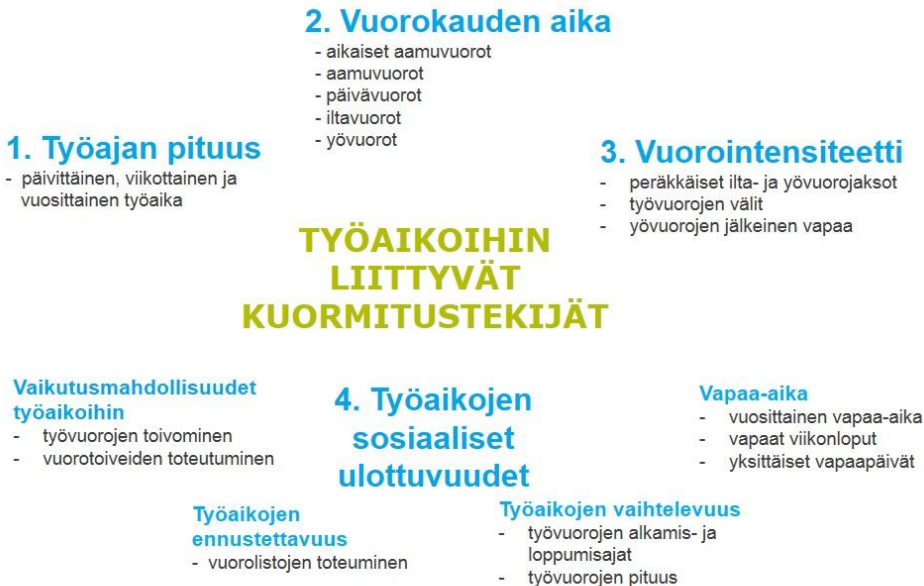 2. Vuorokauden aika
- aikaiset aamuvuorot
- aamuvuorot
- päivävuorot
- iltavuorot
- yövuorot
1. Työajan pituus
- päivittäinen, viikottainen ja
vuosittainen työaika
3. Vuorointensiteetti
- peräkkäiset ilta- ja yövuorojaksot
- työvuorojen välit
- yövuorojen jälkeinen vapaa
TYÖAIKOIHIN
LIITTYVÄT
KUORMITUSTEKIJÄT
4. Työaikojen
sosiaaliset
ulottuvuudet
Vaikutusmahdollisuudet
työaikoihin
- työvuorojen toivominen
- vuorotoiveiden toteutuminen
Työaikojen
ennustettavuus
- vuorolistojen toteuminen
Työaikojen vaihtelevuus
- työvuorojen alkamis- ja
loppumisajat
- työvuorojen pituus
Vapaa-aika
- vuosittainen vapaa-aika
- vapaat viikonloput
- yksittäiset vapaapäivät